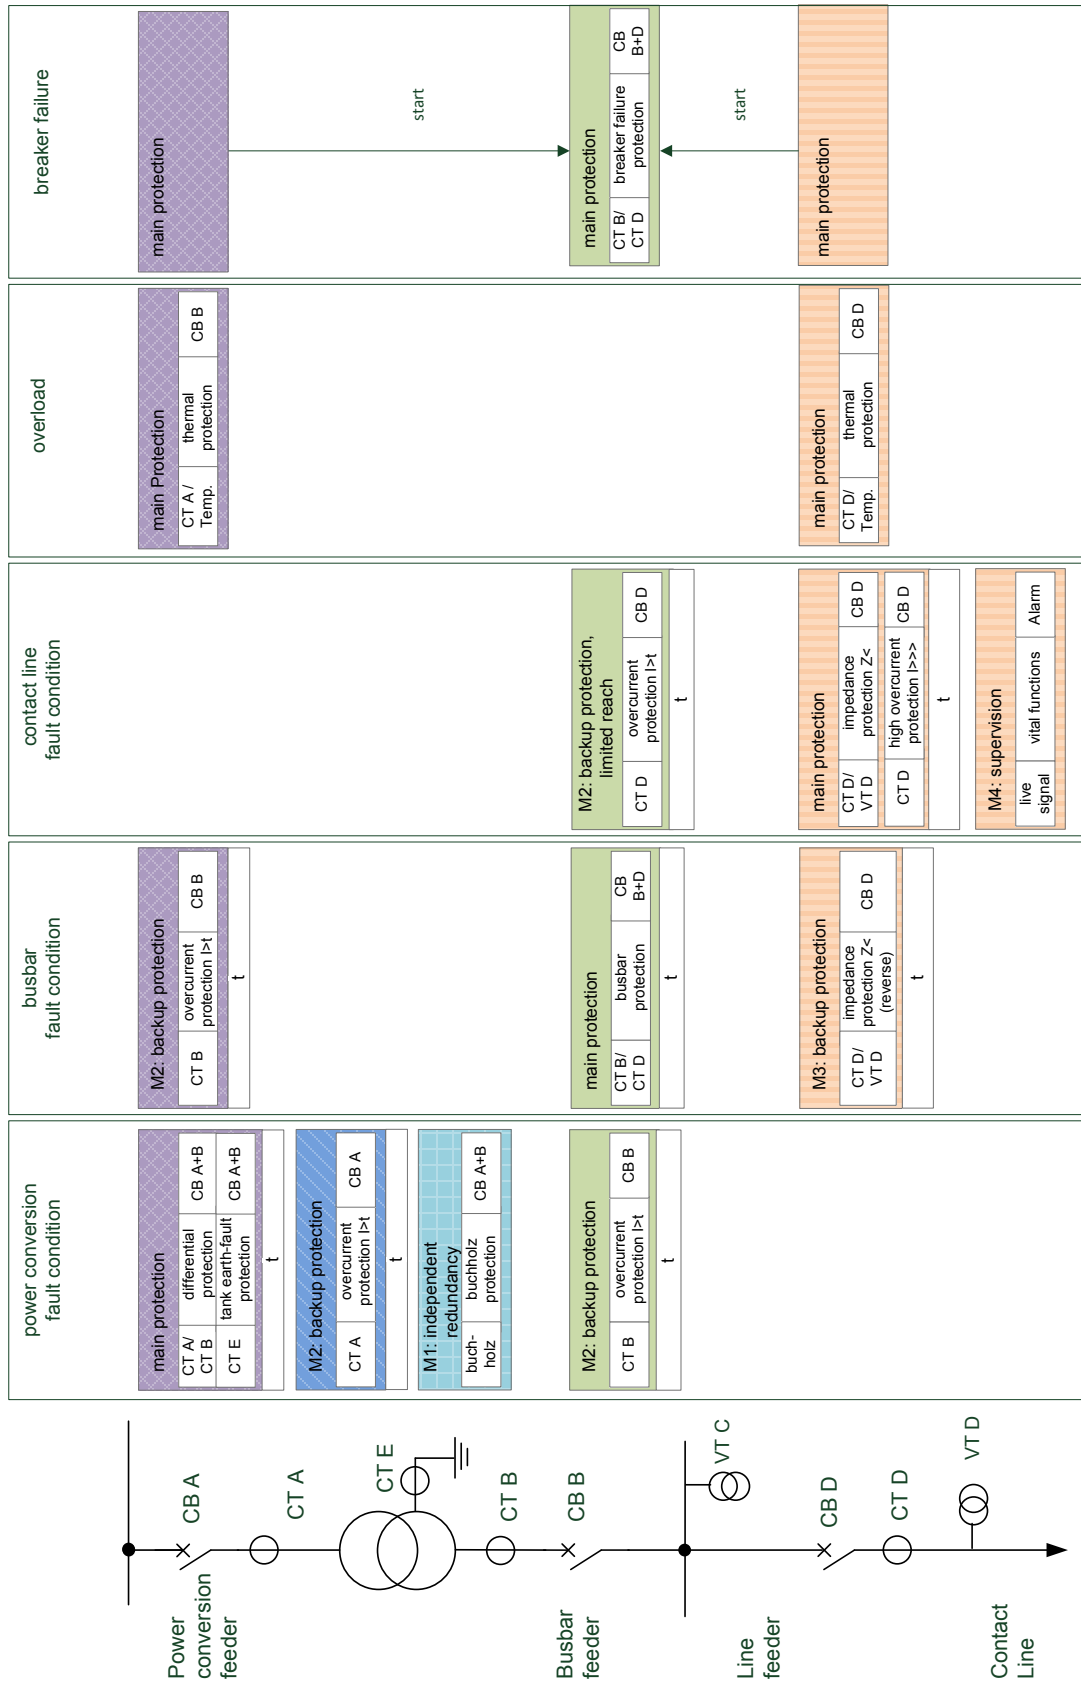 power conversion
fault condition
busbar
fault condition
contact line
fault condition
overload
breaker failure
Power
conversion
feeder
CB A
CT A
CT E
CT B
Busbar
feeder
CB B
VT C
Line
feeder
CB D
CT D
VT D
Contact
Line
main protection
CT A/
CT B
differential
protection
CB A+B
CT E
tank earth-fault
protection
CB A+B
t
M2: backup protection
CT A
overcurrent
protection I>t
CB A
t
M1: independent
redundancy
buch-
holz
buchholz
protection
CB A+B
M2: backup protection
CT B
overcurrent
protection I>t
CB B
t
M2: backup protection
CT B
overcurrent
protection I>t
CB B
t
main protection
CT B/
CT D
busbar
protection
CB
B+D
t
M3: backup protection
CT D/
VT D
impedance
protection Z<
(reverse)
CB D
t
M2: backup protection,
limited reach
CT D
overcurrent
protection I>t
CB D
t
main protection
CT D/
VT D
impedance
protection Z<
CB D
CT D
high overcurrent
protection I>>>
CB D
t
M4: supervision
live
signal
vital functions
Alarm
main Protection
CT A /
Temp.
thermal
protection
CB B
main protection
CT D/
Temp.
thermal
protection
CB D
main protection
start
main protection
CT B/
CT D
breaker failure
protection
CB
B+D
start
main protection